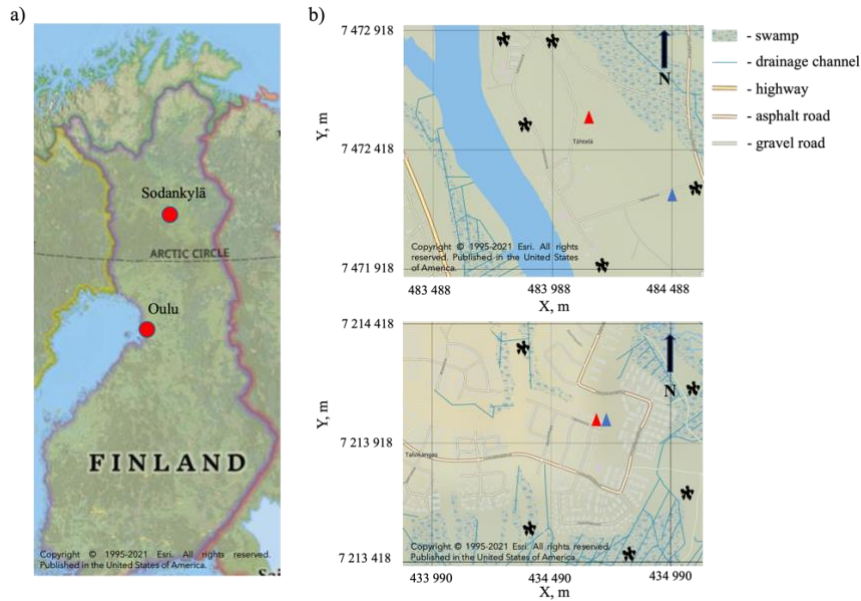 a)
Sodankylä
ARCTIC CIRCLE
Oulu
FINLAND
Copyright © 1995-2021 Esri. All rights reserved.
Published in the United States of America.
b)
7 472 918
Y, m
7 472 418
7 471 918
N
Tähtelä
Copyright © 1995-2021 Esri. All rights
reserved. Published in the United States
of America.
483 488
483 988
484 488
X, m
- swamp
- drainage channel
- highway
- asphalt road
- gravel road
7 214 418
Y, m
7 213 918
7 213 418
N
Talvikangas
Copyright © 1995-2021 Esri. All rights reserved.
Published in the United States of America.
433 990
434 490
434 990
X, m